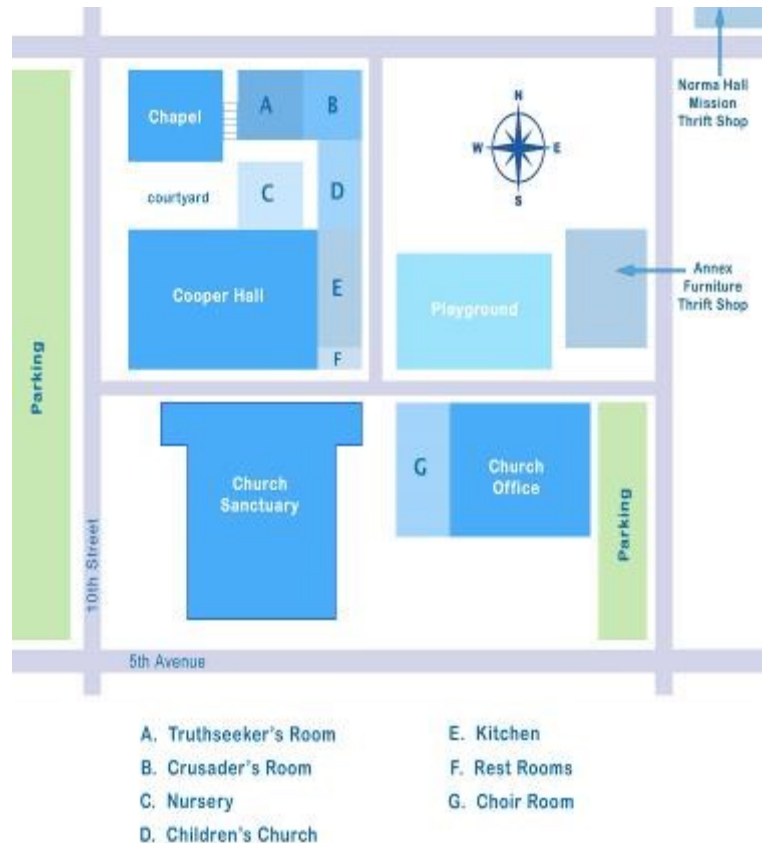 Norma Hall
Mission
Thrift Shop
Chapel
A
B
N
W
E
S
courtyard
C
D
Cooper Hall
E
Playground
Annex
Furniture
Thrift Shop
F
Parking
Church
Sanctuary
G
Church
Office
Parking
10th Street
5th Avenue
A. Truthseeker's Room
B. Crusader's Room
C. Nursery
D. Children's Church
E. Kitchen
F. Rest Rooms
G. Choir Room